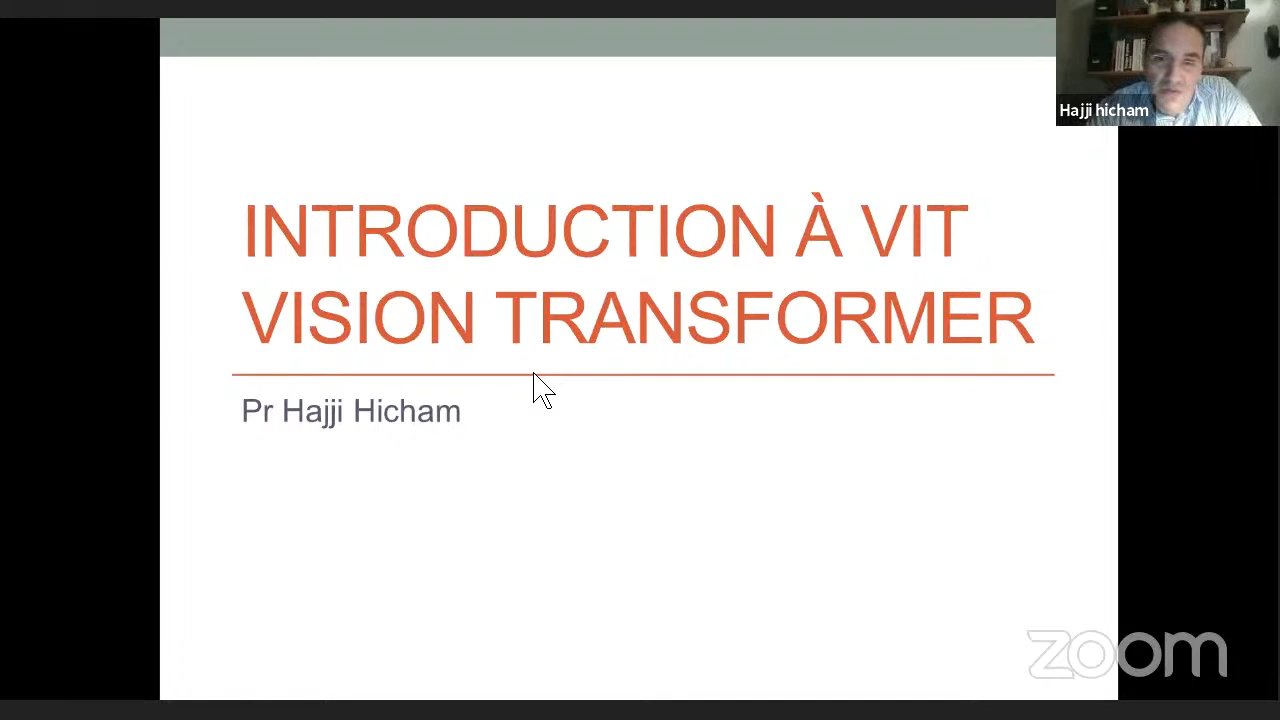 Hajji hicham
INTRODUCTION À VIT
VISION TRANSFORMER
Pr Hajji Hicham
zoom